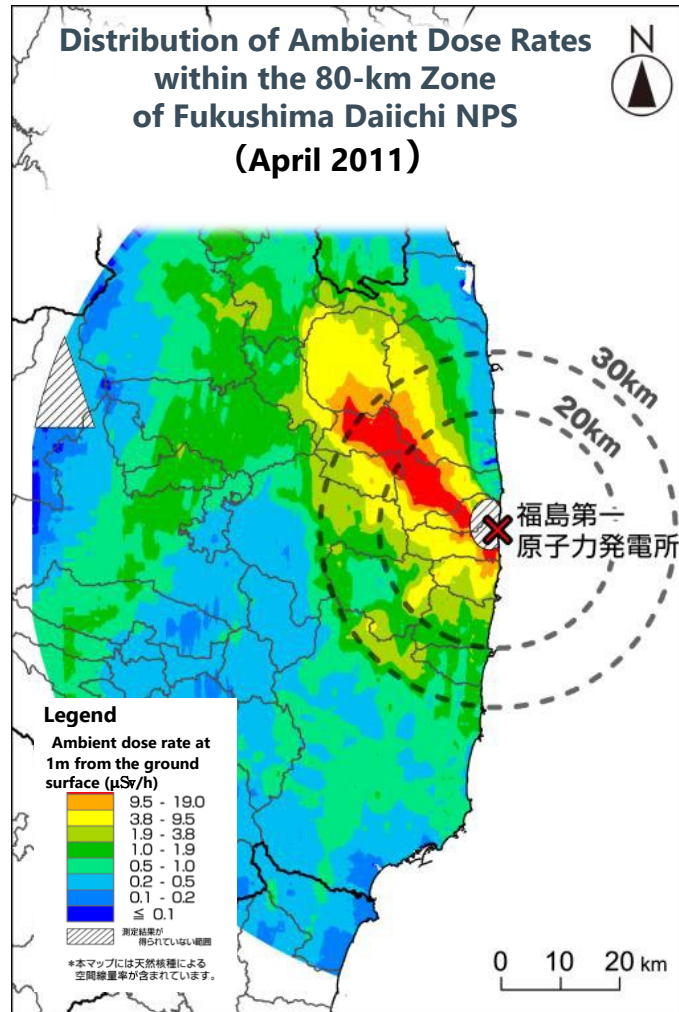 Distribution of Ambient Dose Rates
within the 80-km Zone
of Fukushima Daiichi NPS
(April 2011)
N
30km
20km
福島第一
原子力発電所
Legend
Ambient dose rate at
1m from the ground
surface (μSv/h)
9.5 - 19.0
3.8 - 9.5
1.9 - 3.8
1.0 - 1.9
0.5 - 1.0
0.2 - 0.5
0.1 - 0.2
≦ 0.1
測定結果が
得られていない範囲
*本マップには天然核種による
空間線量率が含まれています。
0 10 20 km